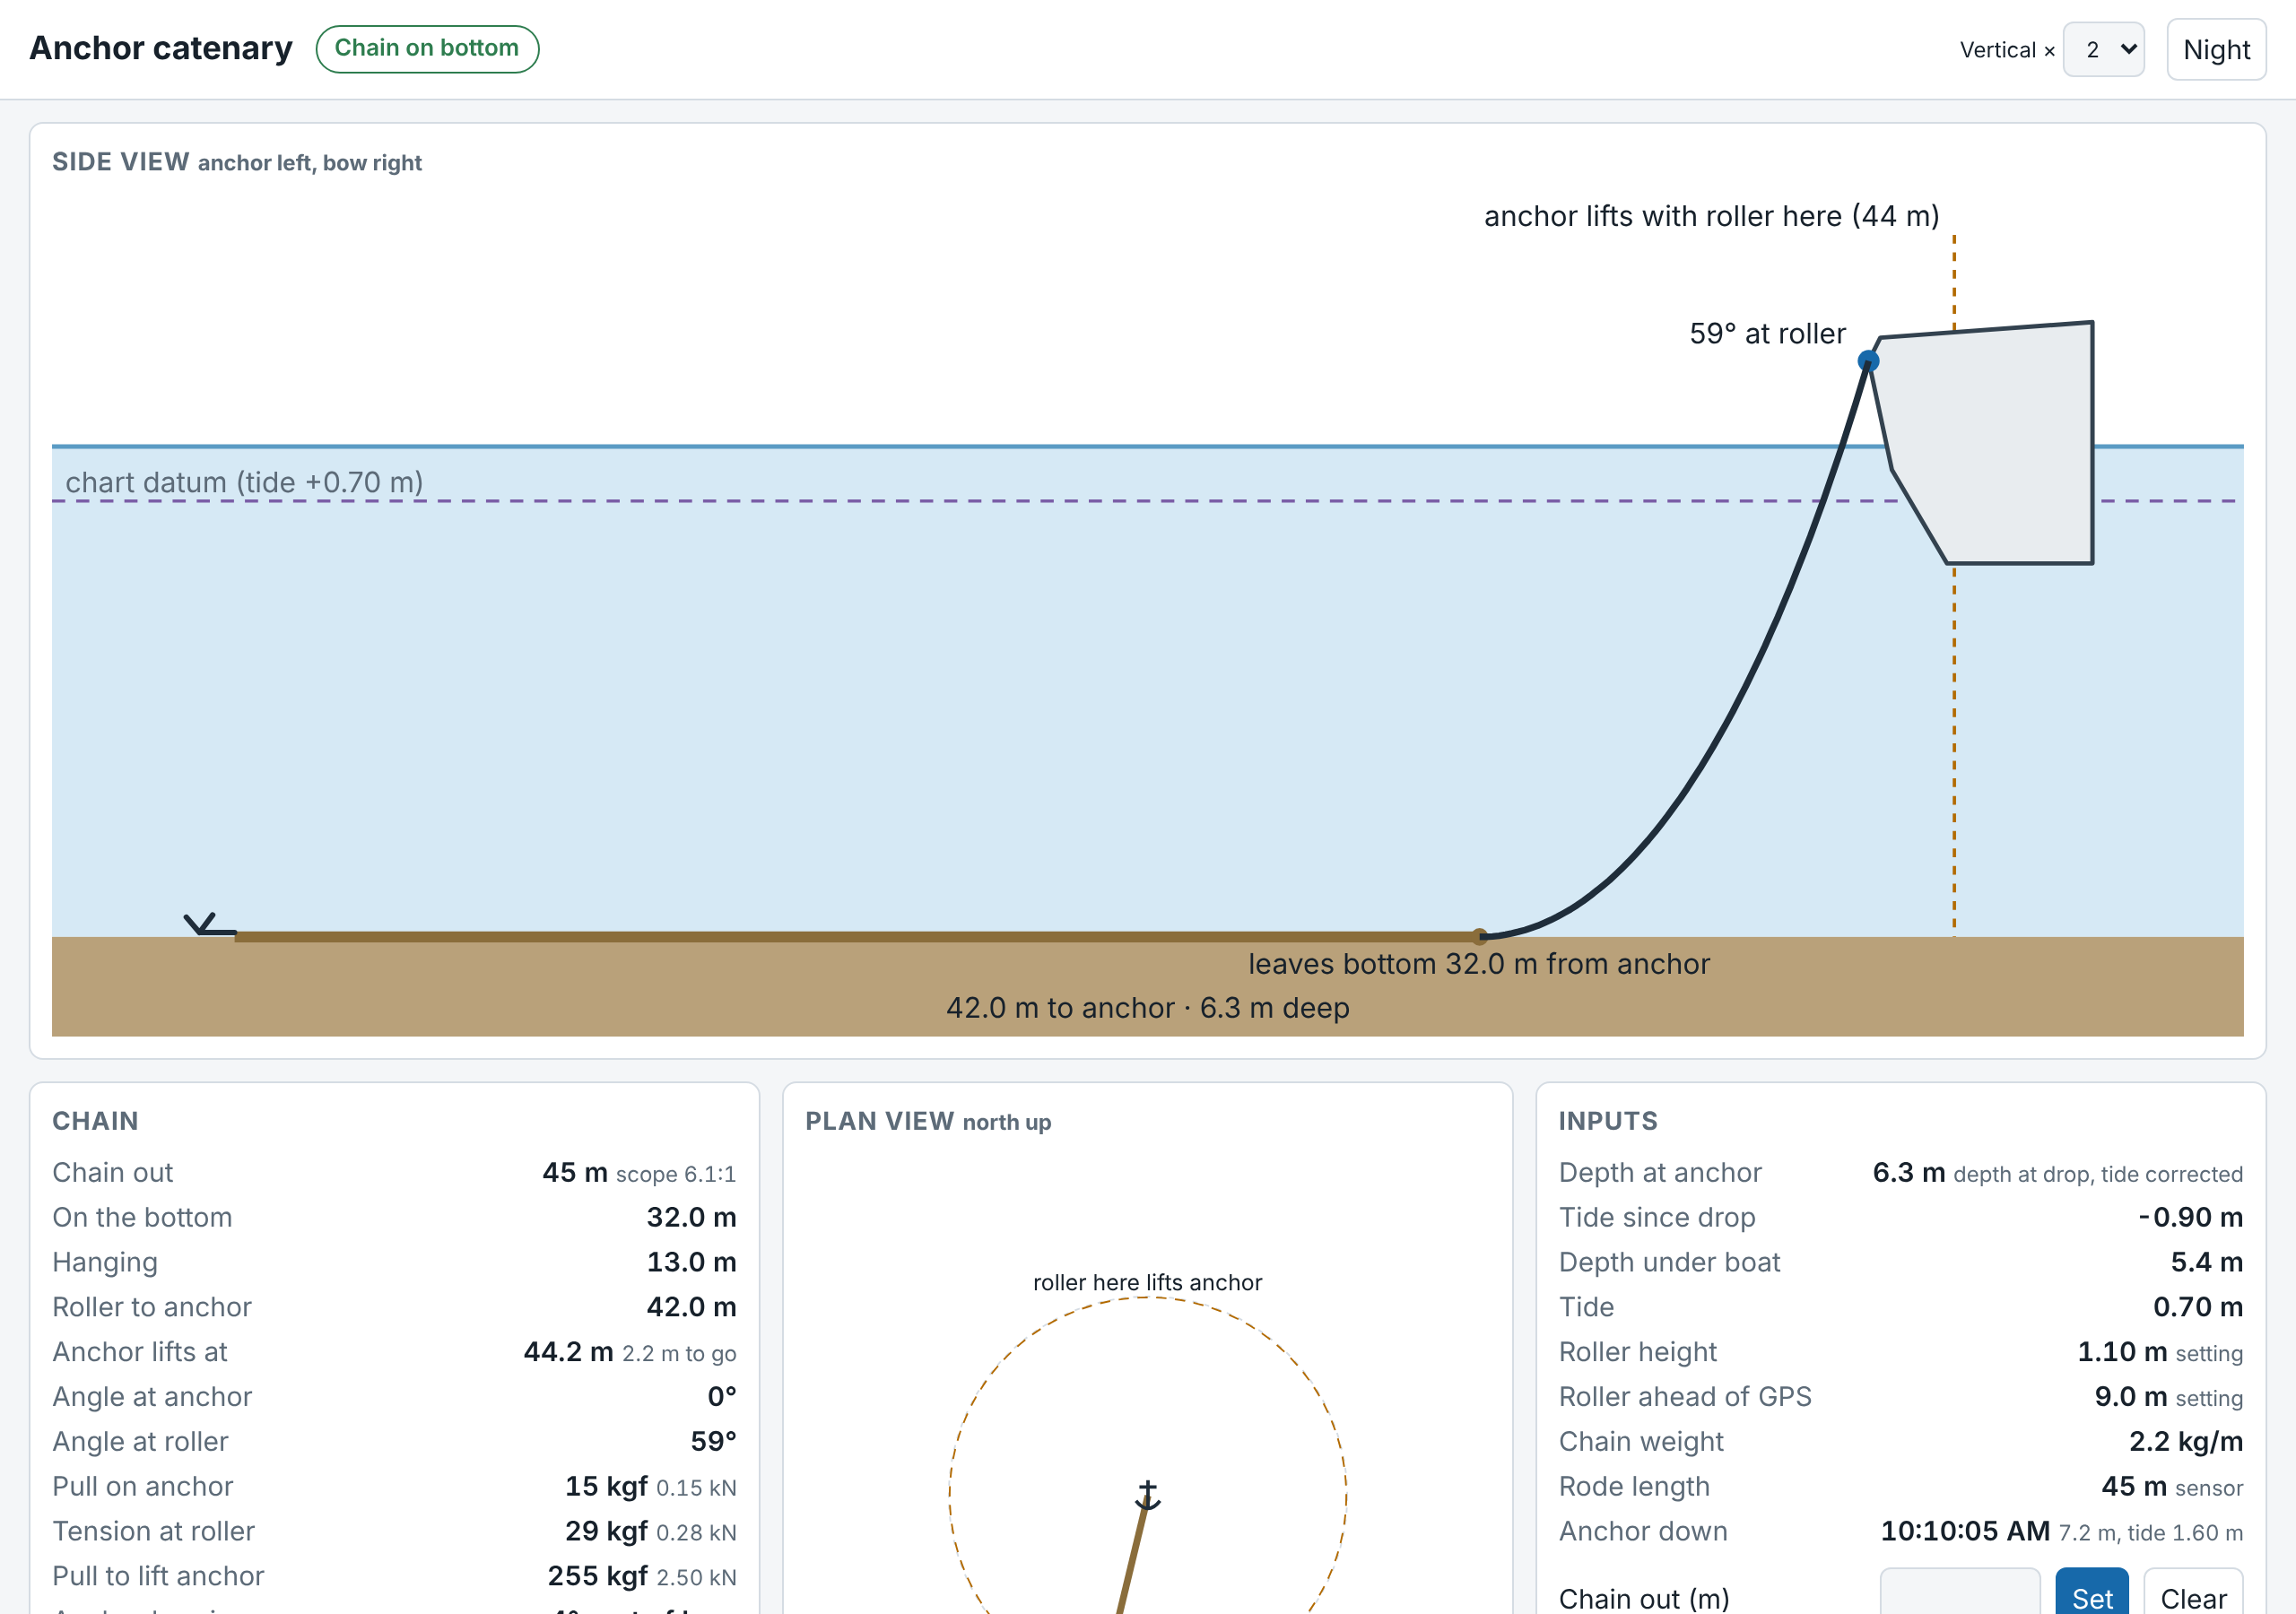 Anchor catenary
Chain on bottom
Vertical × 2
Night
SIDE VIEW anchor left, bow right
anchor lifts with roller here (44 m)
59° at roller
chart datum (tide +0.70 m)
leaves bottom 32.0 m from anchor
42.0 m to anchor · 6.3 m deep
CHAIN
Chain out 45 m scope 6.1:1
On the bottom 32.0 m
Hanging 13.0 m
Roller to anchor 42.0 m
Anchor lifts at 44.2 m 2.2 m to go
Angle at anchor 0°
Angle at roller 59°
Pull on anchor 15 kgf 0.15 kN
Tension at roller 29 kgf 0.28 kN
Pull to lift anchor 255 kgf 2.50 kN
PLAN VIEW north up
roller here lifts anchor
INPUTS
Depth at anchor 6.3 m depth at drop, tide corrected
Tide since drop -0.90 m
Depth under boat 5.4 m
Tide 0.70 m
Roller height 1.10 m setting
Roller ahead of GPS 9.0 m setting
Chain weight 2.2 kg/m
Rode length 45 m sensor
Anchor down 10:10:05 AM 7.2 m, tide 1.60 m
Chain out (m) Set Clear